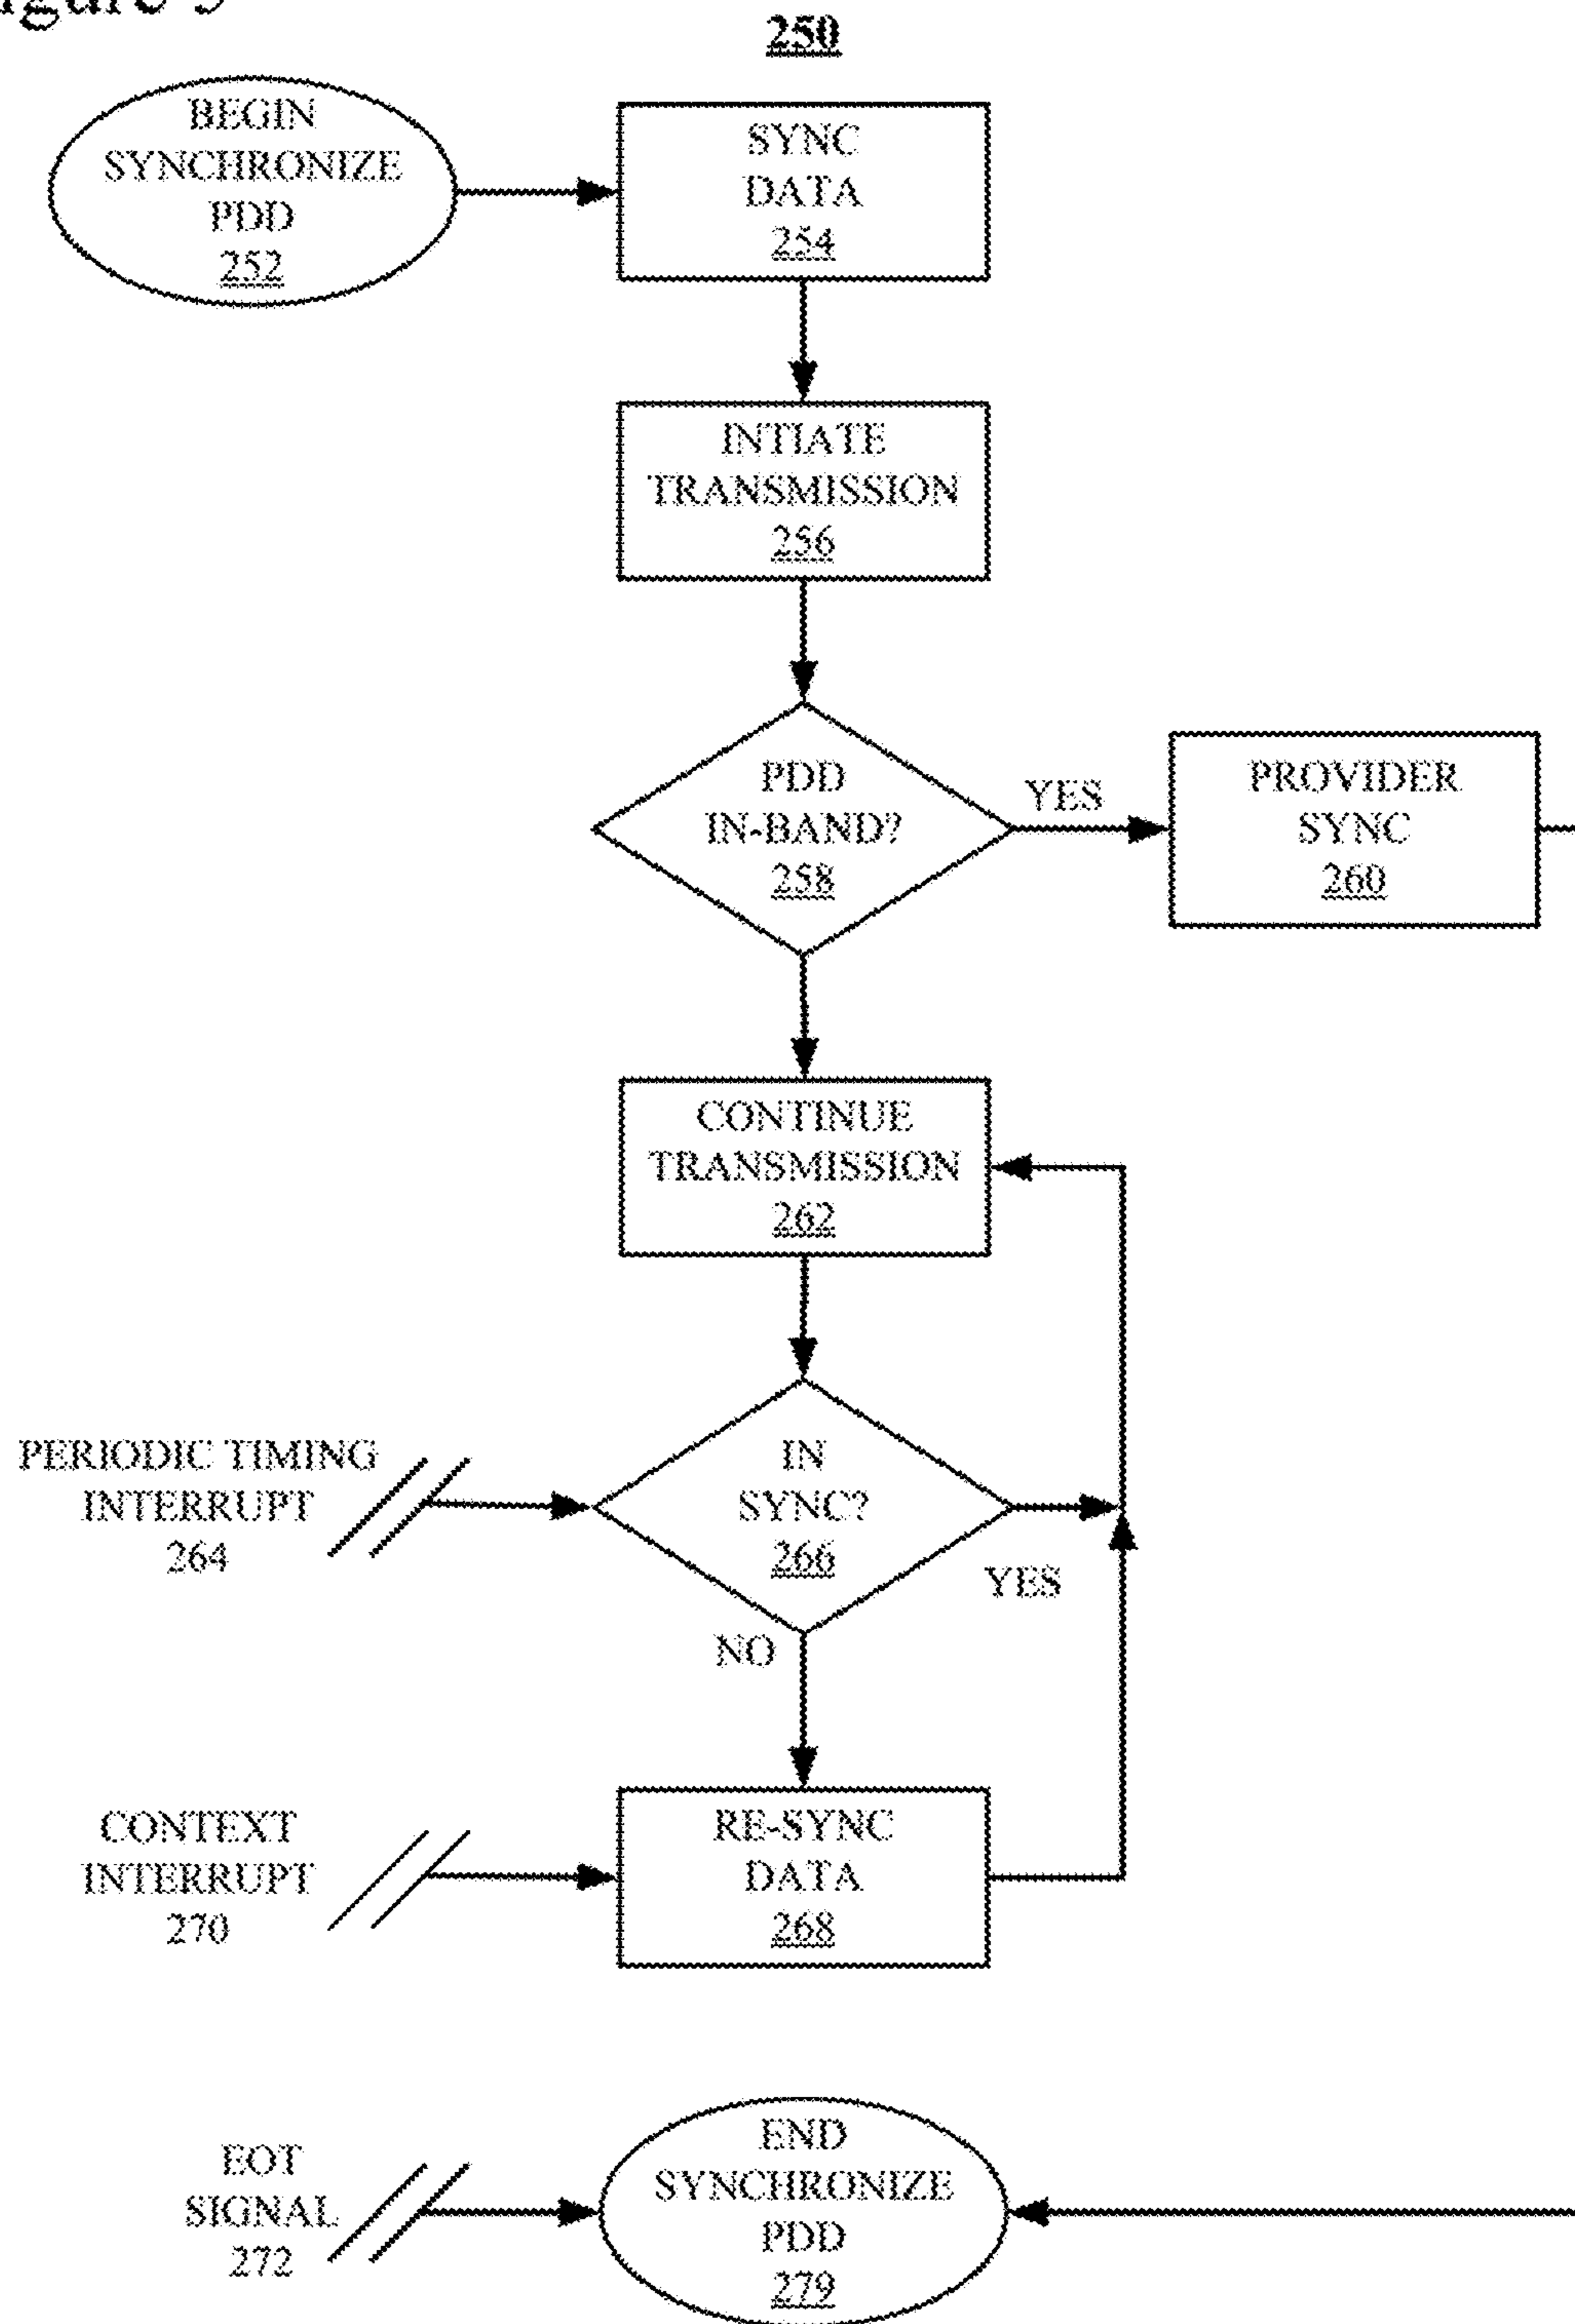 250
BEGIN
SYNCHRONIZE
PDD
252
SYNC
DATA
254
INTIATE
TRANSMISSION
256
PDD
IN-BAND?
258
YES
PROVIDER
SYNC
260
CONTINUE
TRANSMISSION
262
PERIODIC TIMING
INTERRUPT
264
IN
SYNC?
266
YES
NO
CONTEXT
INTERRUPT
270
RE-SYNC
DATA
268
EOT
SIGNAL
272
END
SYNCHRONIZE
PDD
279